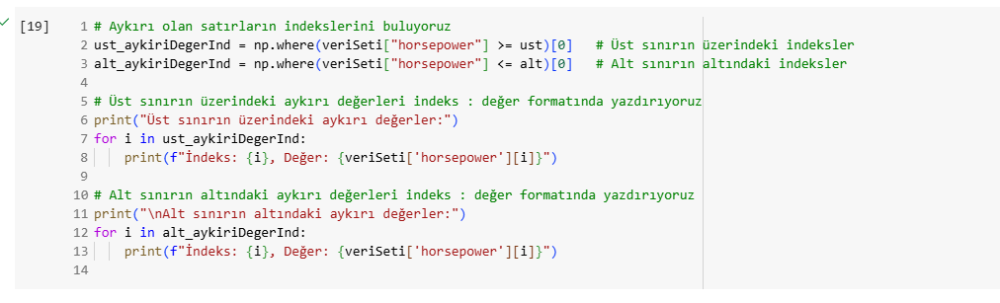 [19]
1 # Aykırı olan satırların indekslerini buluyoruz
2 ust_aykiriDegerInd = np.where(veriSeti["horsepower"] >= ust)[0]   # Üst sınırın üzerindeki indeksler
3 alt_aykiriDegerInd = np.where(veriSeti["horsepower"] <= alt)[0]   # Alt sınırın altındaki indeksler
4
5 # Üst sınırın üzerindeki aykırı değerleri indeks : değer formatında yazdırıyoruz
6 print("Üst sınırın üzerindeki aykırı değerler:")
7 for i in ust_aykiriDegerInd:
8     print(f"İndeks: {i}, Değer: {veriSeti['horsepower'][i]}")
9
10 # Alt sınırın altındaki aykırı değerleri indeks : değer formatında yazdırıyoruz
11 print("\nAlt sınırın altındaki aykırı değerler:")
12 for i in alt_aykiriDegerInd:
13     print(f"İndeks: {i}, Değer: {veriSeti['horsepower'][i]}")
14